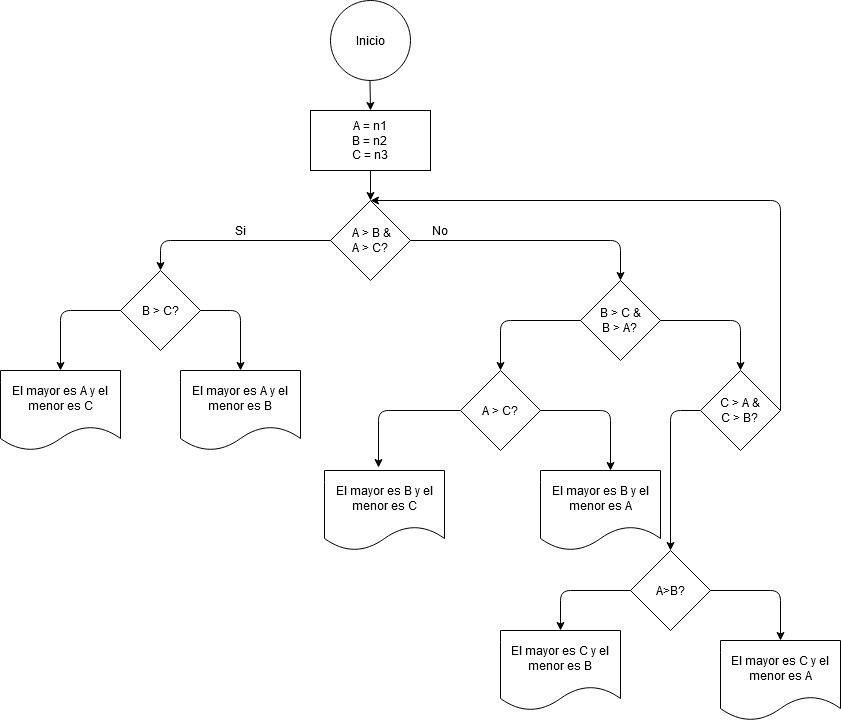 Inicio
A = n1
B = n2
C = n3
A > B &
A > C?
Si
No
B > C?
B > C &
B > A?
El mayor es A y el
menor es C
El mayor es A y el
menor es B
A > C?
C > A &
C > B?
El mayor es B y el
menor es C
El mayor es B y el
menor es A
A>B?
El mayor es C y el
menor es B
El mayor es C y el
menor es A